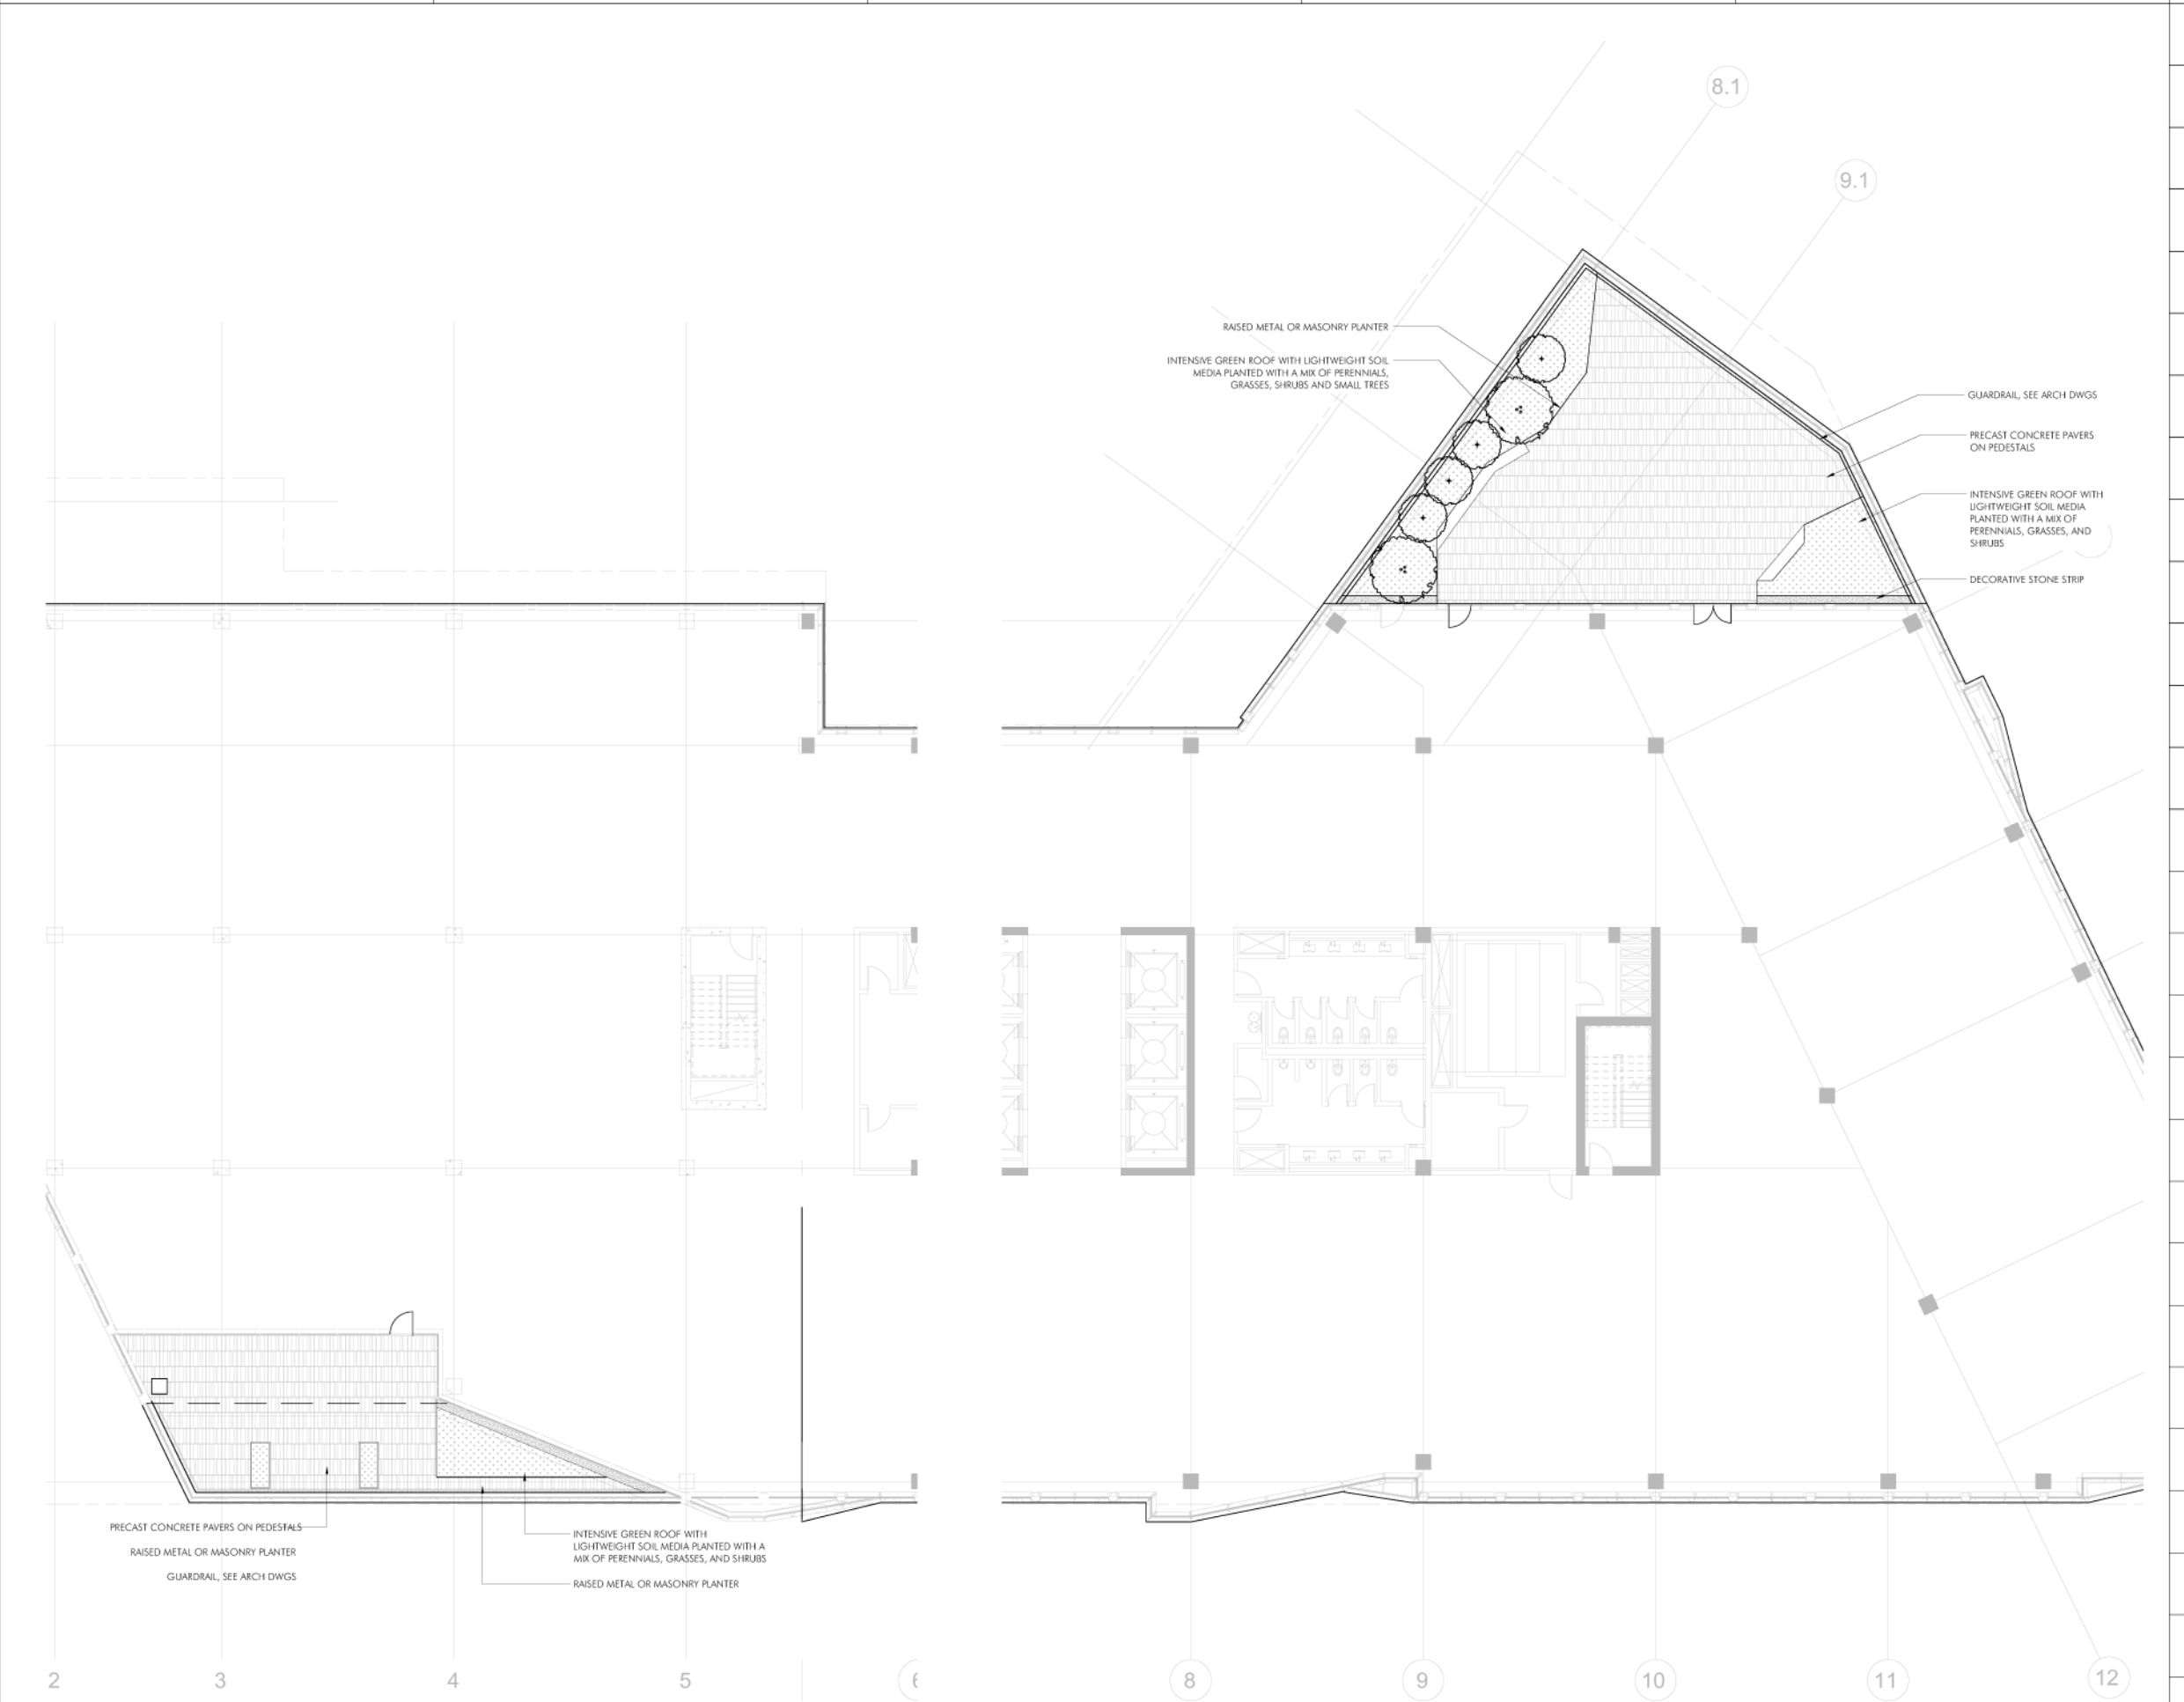 8.1
9.1
RAISED METAL OR MASONRY PLANTER
INTENSIVE GREEN ROOF WITH LIGHTWEIGHT SOIL
MEDIA PLANTED WITH A MIX OF PERENNIALS,
GRASSES, SHRUBS AND SMALL TREES
GUARDRAIL, SEE ARCH DWGS
PRECAST CONCRETE PAVERS
ON PEDESTALS
INTENSIVE GREEN ROOF WITH
LIGHTWEIGHT SOIL MEDIA
PLANTED WITH A MIX OF
PERENNIALS, GRASSES, AND
SHRUBS
DECORATIVE STONE STRIP
PRECAST CONCRETE PAVERS ON PEDESTALS
RAISED METAL OR MASONRY PLANTER
GUARDRAIL, SEE ARCH DWGS
INTENSIVE GREEN ROOF WITH
LIGHTWEIGHT SOIL MEDIA PLANTED WITH A
MIX OF PERENNIALS, GRASSES, AND SHRUBS
RAISED METAL OR MASONRY PLANTER
2 3 4 5 8 9 10 11 12